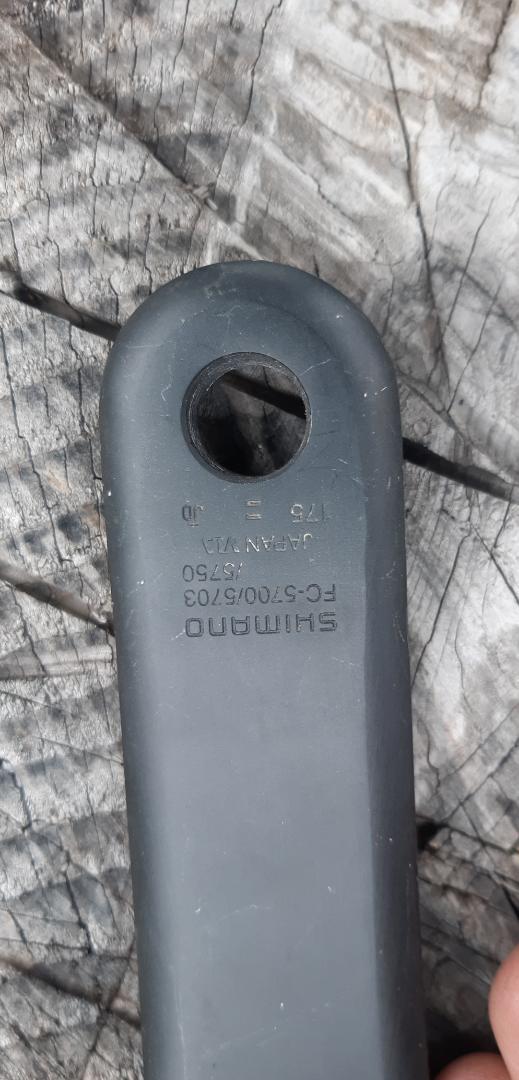 SHIMANO
FC-5700/5703
/5750
JAPAN VIA
175